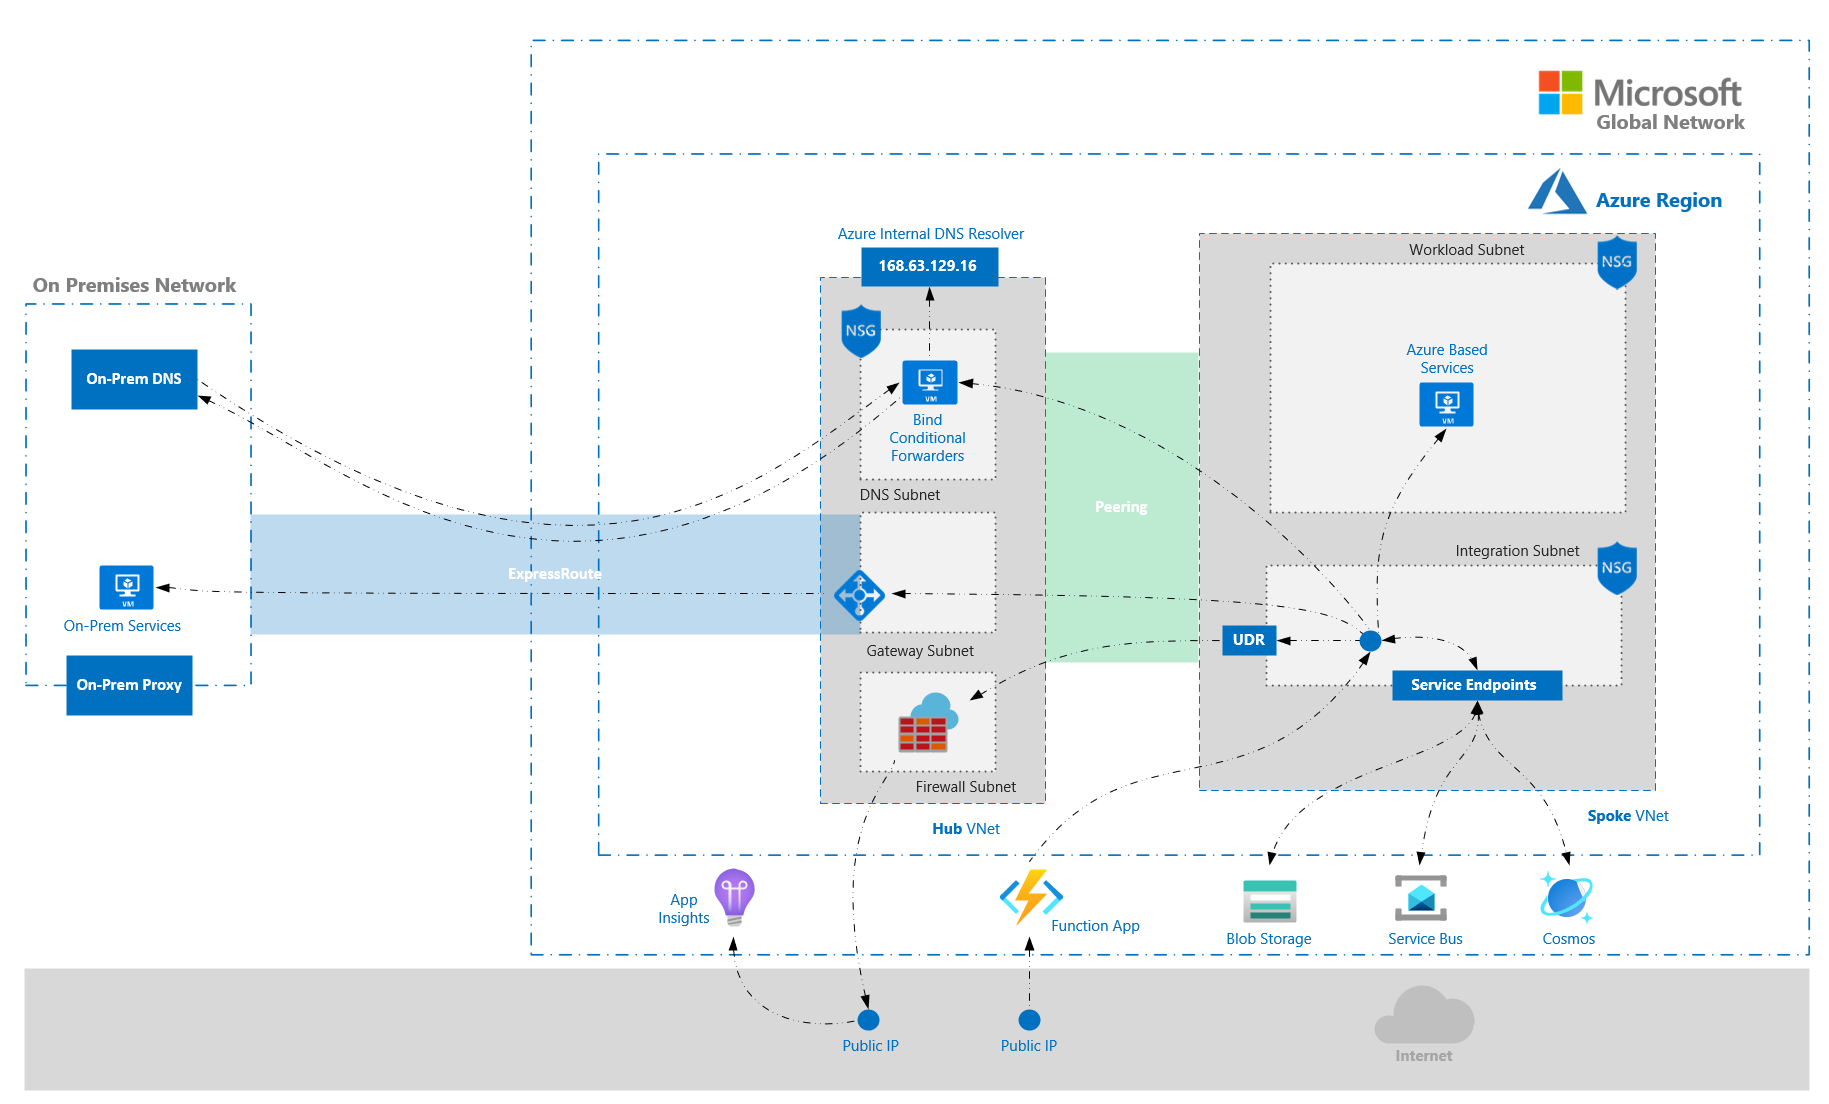 Microsoft
Global Network
Azure Region
On Premises Network
On-Prem DNS
VM
On-Prem Services
On-Prem Proxy
ExpressRoute
Azure Internal DNS Resolver
168.63.129.16
NSG
VM
Bind
Conditional
Forwarders
DNS Subnet
Gateway Subnet
Firewall Subnet
Hub VNet
Peering
Workload Subnet
NSG
Azure Based
Services
VM
Integration Subnet
NSG
UDR
Service Endpoints
Spoke VNet
App
Insights
Function App
Blob Storage
Service Bus
Cosmos
Public IP
Public IP
Internet